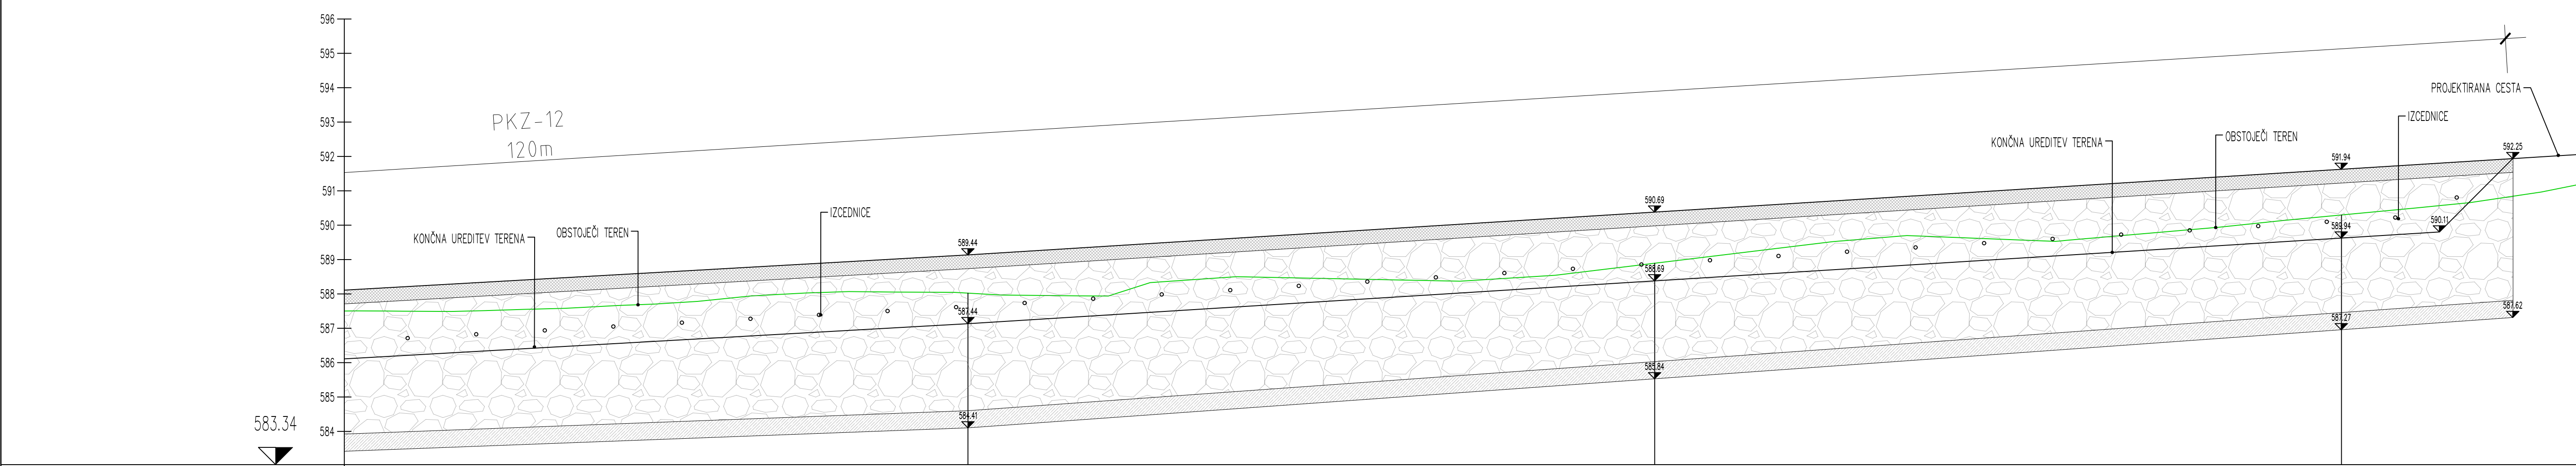 596
595
594
593
592
591
590
589
588
587
586
585
584
583.34
PKZ-12
120m
PROJEKTIRANA CESTA
IZCEDNICE
OBSTOJEČI TEREN
KONČNA UREDITEV TERENA
592.25
591.94
590.69
590.11
IZCEDNICE
OBSTOJEČI TEREN
KONČNA UREDITEV TERENA
589.44
589.94
588.69
587.44
587.62
587.27
585.84
584.41